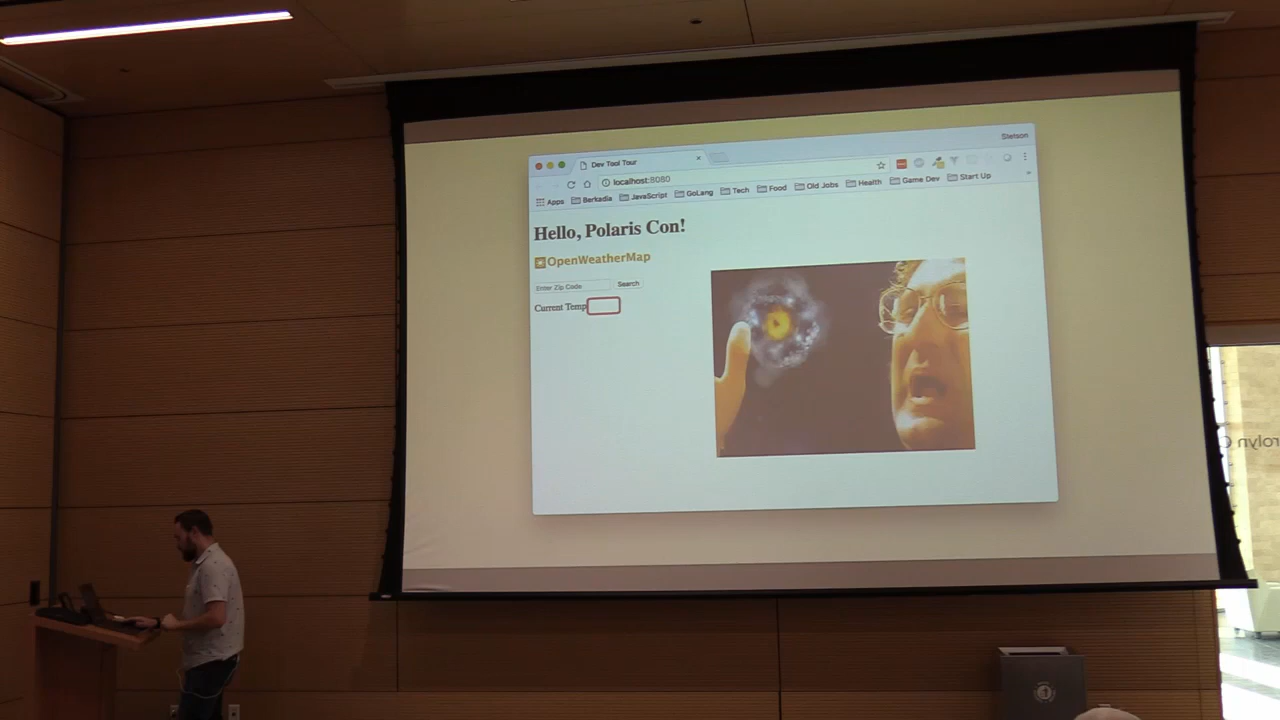 Stetson
Dev Tool Tour
localhost:8080
Apps Berkadia JavaScript GoLang Tech Food Old Jobs Health Game Dev Start Up »
Hello, Polaris Con!
OpenWeatherMap
Enter Zip Code Search
Current Temp